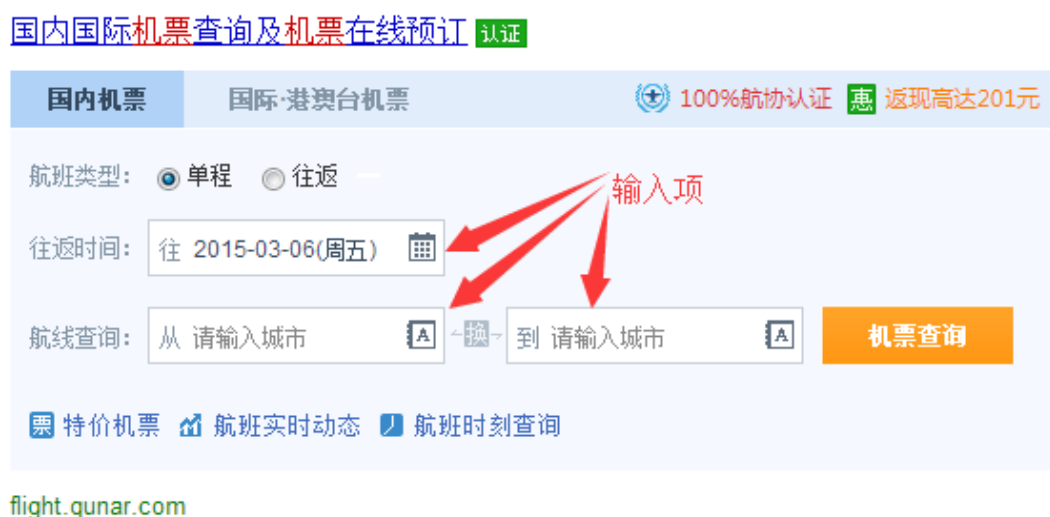 国内国际机票查询及机票在线预订 认证
国内机票 国际·港澳台机票 100%航协认证 惠 返现高达201元
航班类型： 单程 往返
输入项
往返时间： 往 2015-03-06(周五)
航线查询： 从 请输入城市 A 换 到 请输入城市 A 机票查询
票 特价机票 航班实时动态 航班时刻查询
flight.qunar.com